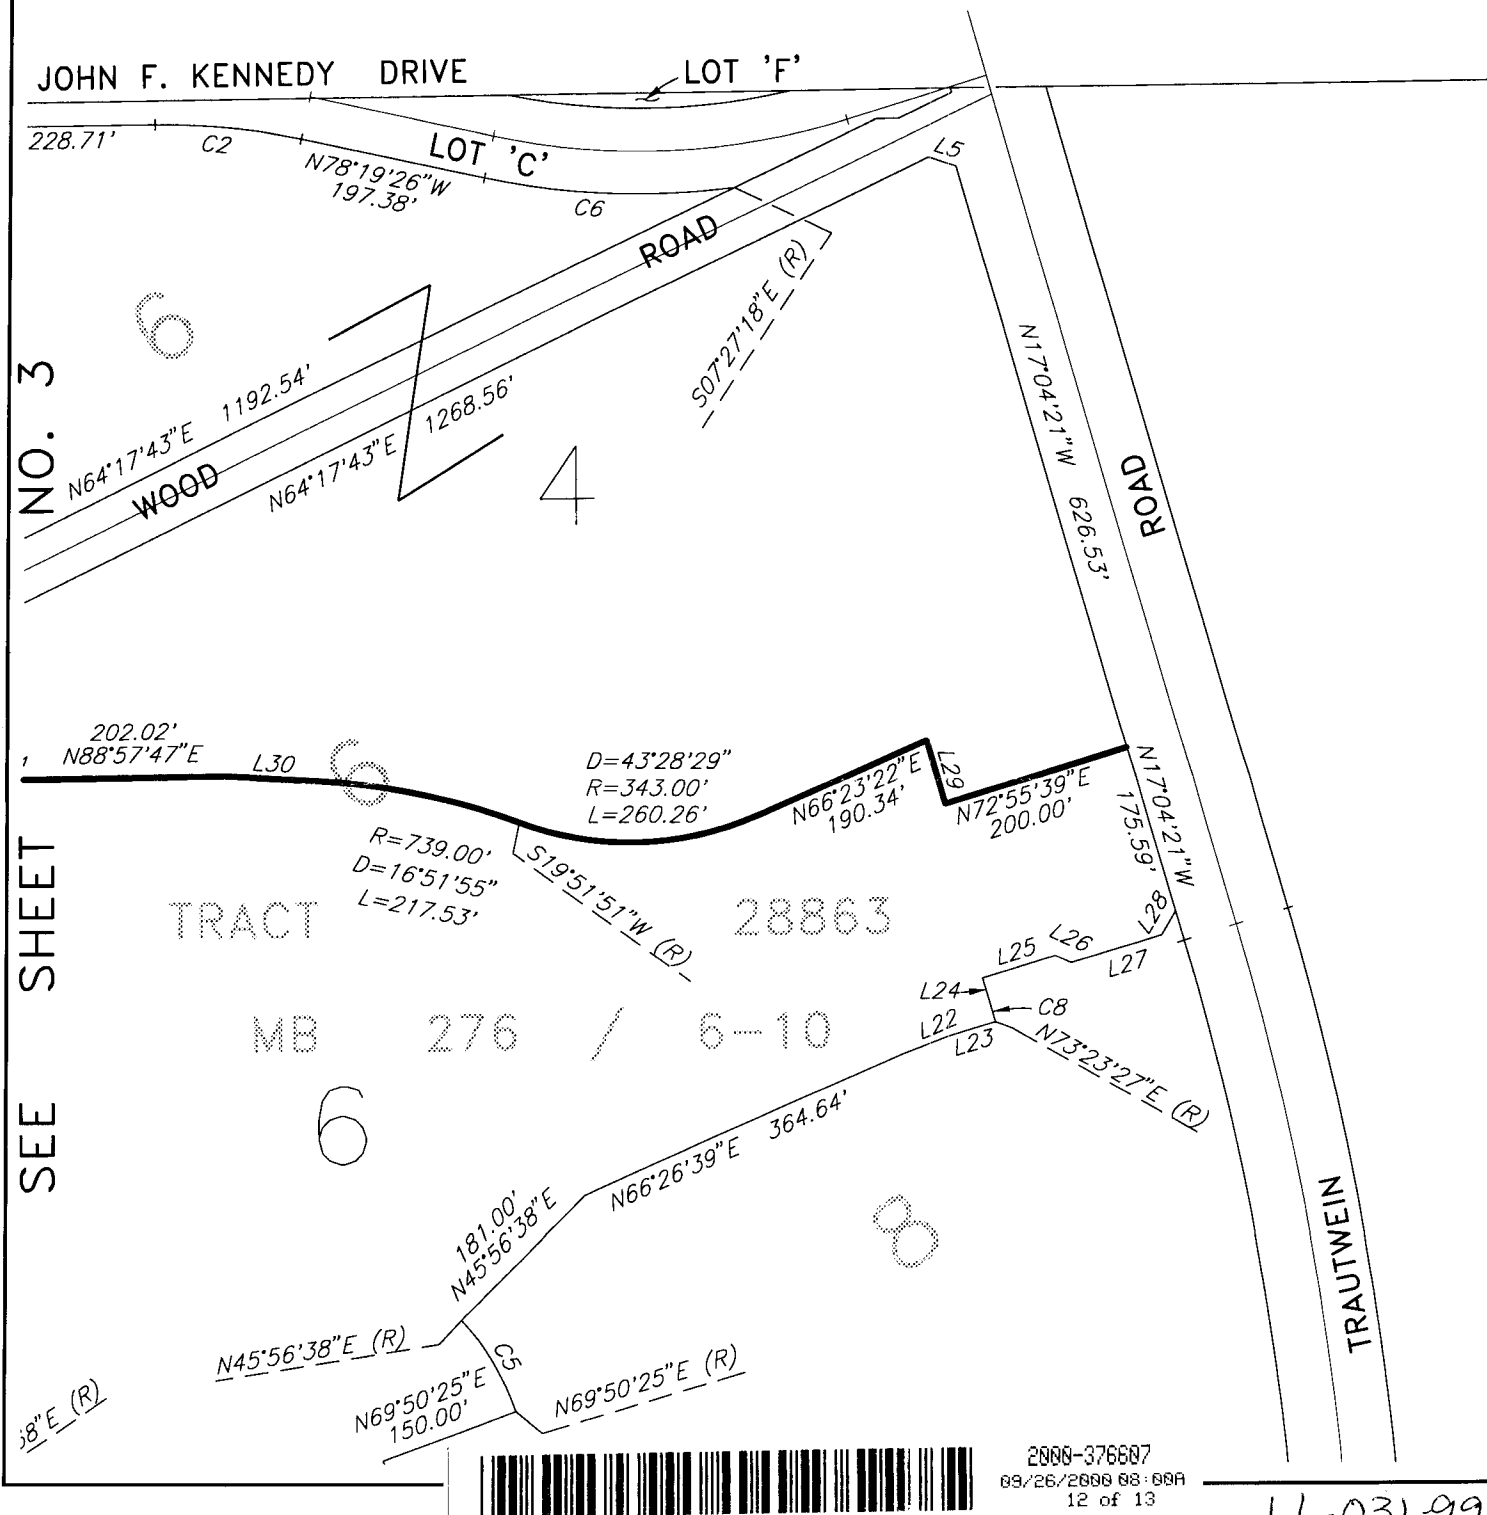 JOHN F. KENNEDY DRIVE
LOT 'F'
228.71'
C2
N78°19'26"W
197.38'
LOT 'C'
C6
L5
ROAD
S07°27'18"E (R)
6
NO. 3
N64°17'43"E 1192.54'
WOOD
N64°17'43"E 1268.56'
4
N17°04'21"W 626.53'
ROAD
202.02'
N88°57'47"E
1
L30
6
D=43°28'29"
R=343.00'
L=260.26'
N66°23'22"E
190.34'
L29
N72°55'39"E
200.00'
N17°04'21"W
175.59'
R=739.00'
D=16°51'55"
L=217.53'
S19°51'51"W (R)
SEE SHEET
TRACT 28863
MB 276 / 6-10
6
L28
L25
L26
L27
L24
C8
L22
L23
N73°23'27"E (R)
N66°26'39"E 364.64'
181.00'
N45°56'38"E
8
TRAUTWEIN
N45°56'38"E (R)
C5
N69°50'25"E
150.00'
N69°50'25"E (R)
38"E (R)
2000-376607
09/26/2000 08:00A
12 of 13